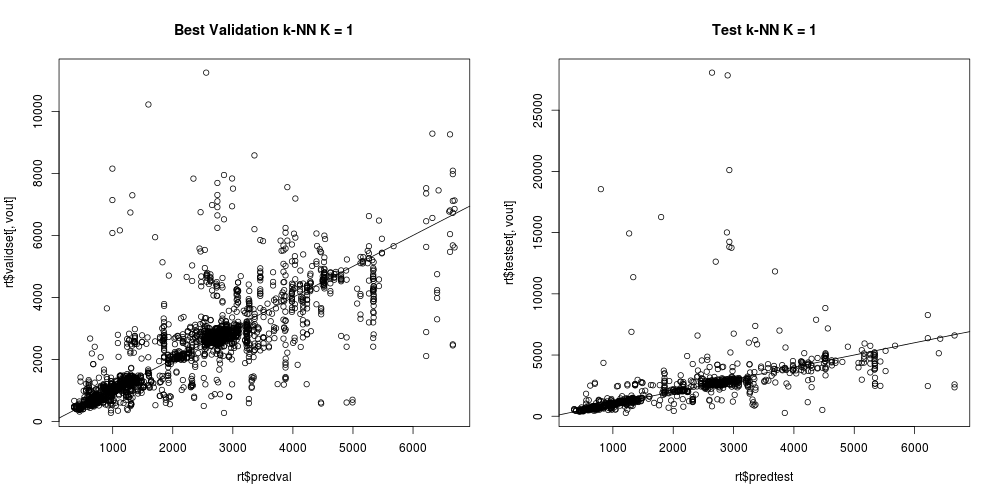 Best Validation k-NN K = 1
rt$validset[, vout]
10000
8000
6000
4000
2000
0
1000 2000 3000 4000 5000 6000
rt$predval
Test k-NN K = 1
rt$testset[, vout]
25000
20000
15000
10000
5000
0
1000 2000 3000 4000 5000 6000
rt$predtest